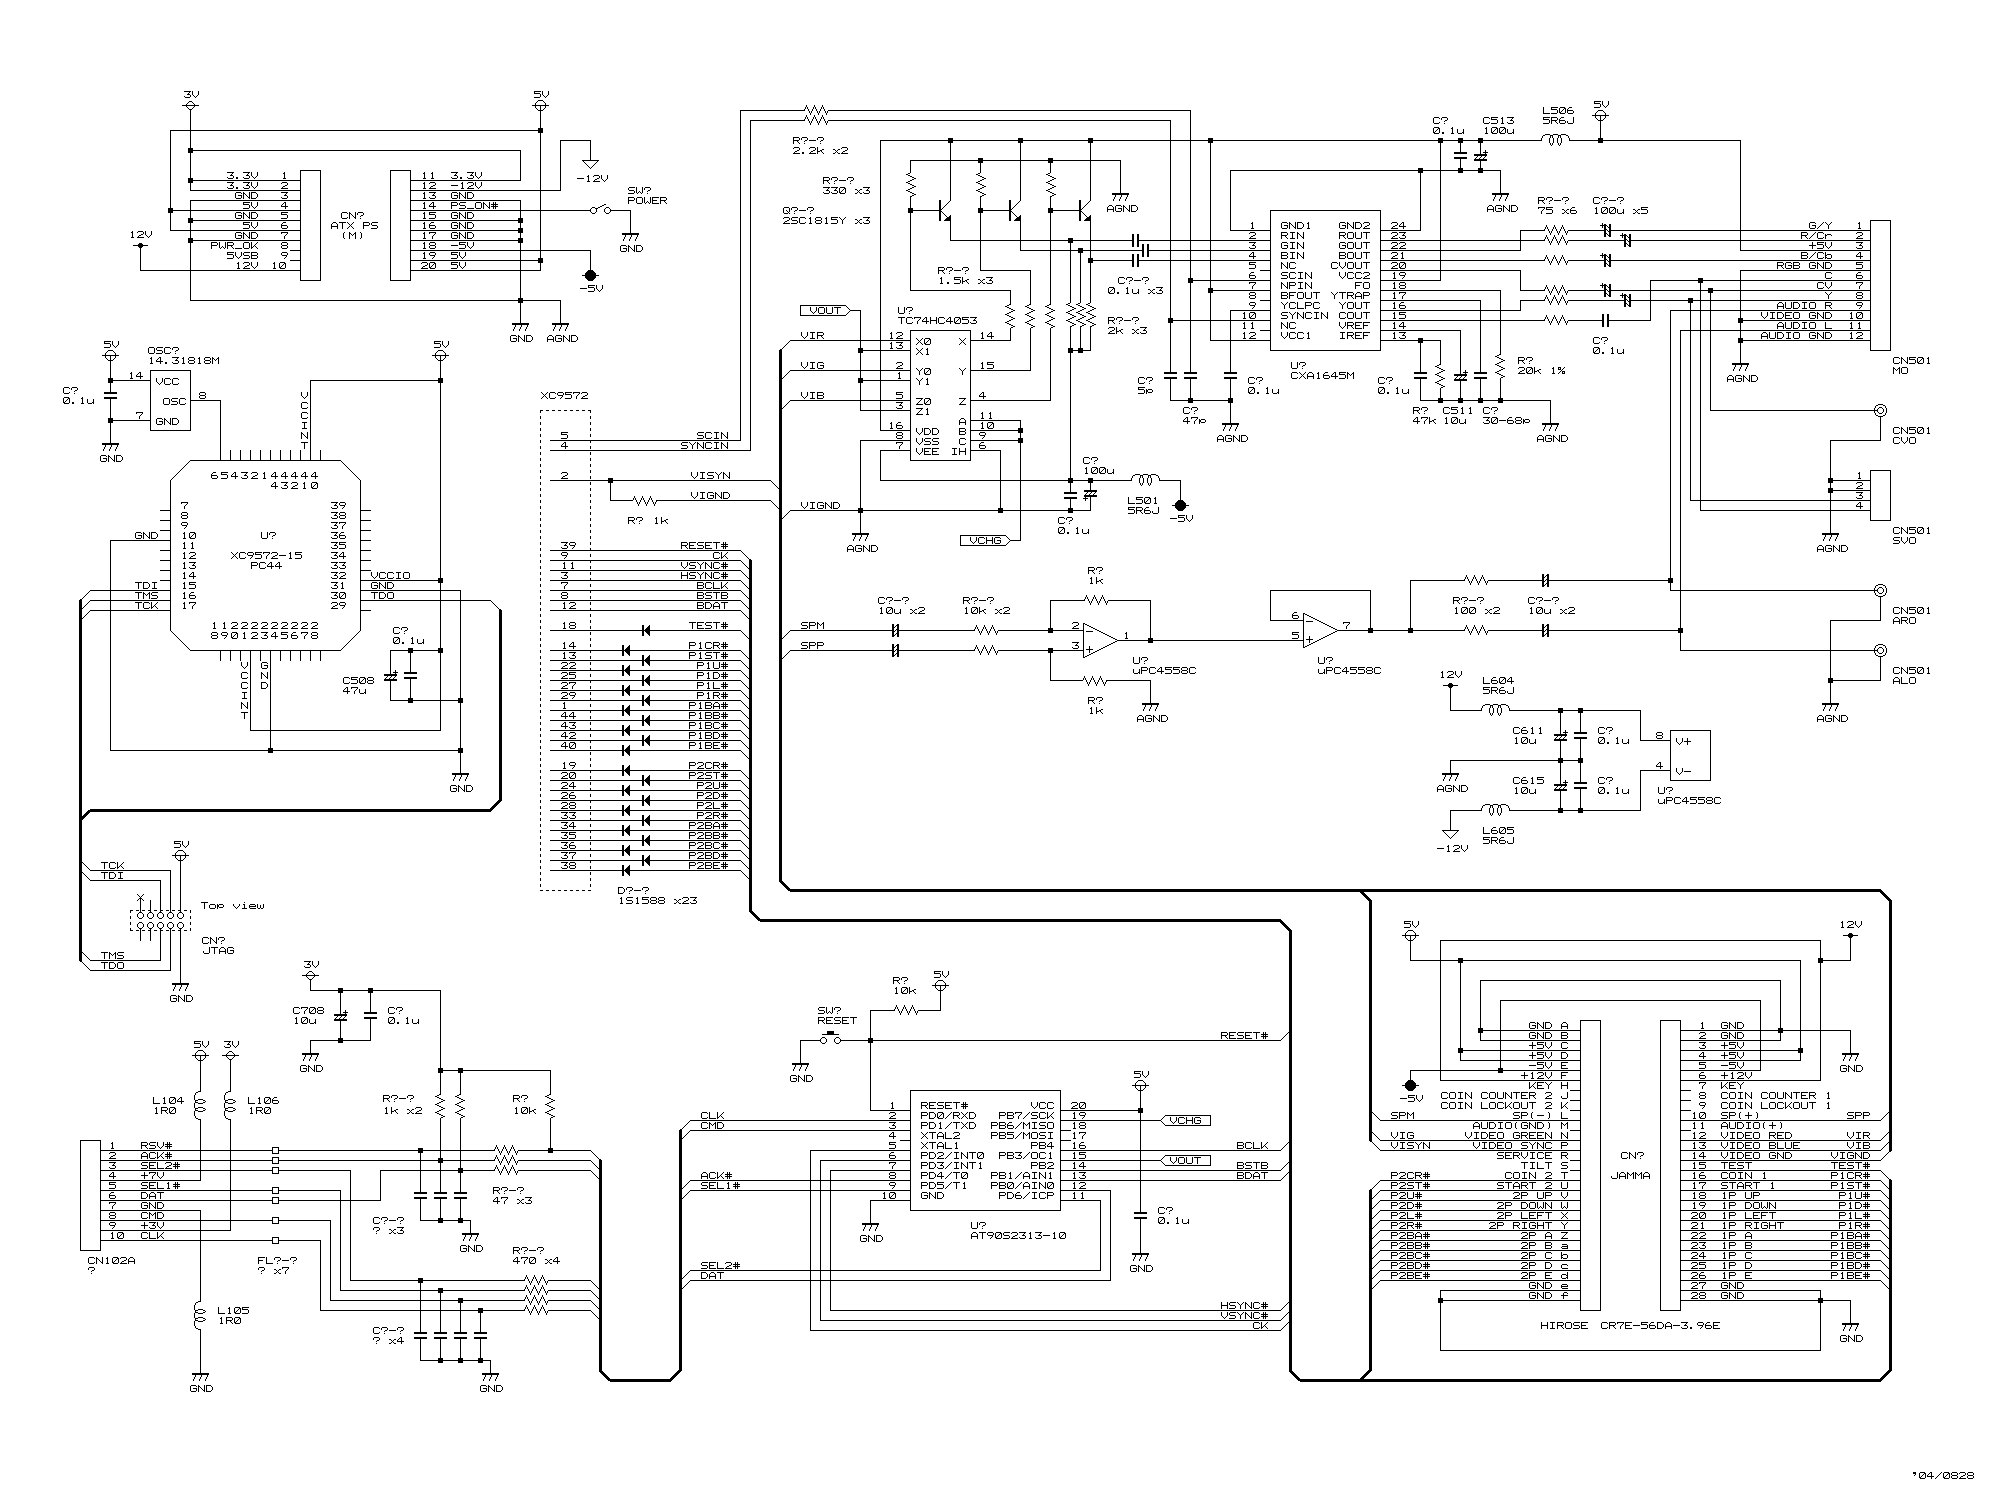 3V
5V
-12V
SW?
POWER
GND
12V
-5V
3.3V 1
3.3V 2
GND 3
5V 4
GND 5
5V 6
GND 7
PWR_OK 8
5VSB 9
12V 10
CN?
ATX PS
(M)
11 3.3V
12 -12V
13 GND
14 PS_ON#
15 GND
16 GND
17 GND
18 -5V
19 5V
20 5V
GND AGND
5V
OSC?
14.31818M
C?
0.1u
14 VCC
OSC 8
7 GND
GND
5V
VCCINT
6 5 4 3 2 1 44444
43210
7
8
9
GND 10
11
12
13
14
TDI 15
TMS 16
TCK 17
U?
XC9572-15
PC44
39
38
37
36
35
34
33
32 VCCIO
31 GND
30 TDO
29
11222222222
89012345678
VCCINT
GND
C?
0.1u
C508
47u
GND
TCK
TDI
5V
Top view
CN?
JTAG
TMS
TDO
GND
XC9572
5 SCIN
4 SYNCIN
2 VISYN
VIGND
R? 1k
39 RESET#
9 CK
11 VSYNC#
3 HSYNC#
7 BCLK
8 BSTB
12 BDAT
18 TEST#
14 P1CR#
13 P1ST#
22 P1U#
25 P1D#
27 P1L#
29 P1R#
1 P1BA#
44 P1BB#
43 P1BC#
42 P1BD#
40 P1BE#
19 P2CR#
20 P2ST#
24 P2U#
26 P2D#
28 P2L#
33 P2R#
34 P2BA#
35 P2BB#
36 P2BC#
37 P2BD#
38 P2BE#
D?-?
1S1588 x23
R?-?
2.2k x2
R?-?
330 x3
Q?-?
2SC1815Y x3
AGND
R?-?
1.5k x3
C?-?
0.1u x3
R?-?
2k x3
VOUT
U?
TC74HC4053
VIR 12 X0
13 X1
VIG 2 Y0
1 Y1
VIB 5 Z0
3 Z1
16 VDD
8 VSS
7 VEE
X 14
Y 15
Z 4
A 11
B 10
C 9
IH 6
VIGND
AGND
VCHG
C?
100u
C?
0.1u
L501
5R6J
-5V
C?
0.1u
C513
100u
L506
5R6J
5V
AGND
1 GND1
2 RIN
3 GIN
4 BIN
5 NC
6 SCIN
7 NPIN
8 BFOUT
9 YCLPC
10 SYNCIN
11 NC
12 VCC1
GND2 24
ROUT 23
GOUT 22
BOUT 21
CVOUT 20
VCC2 19
FO 18
YTRAP 17
YOUT 16
COUT 15
VREF 14
IREF 13
U?
CXA1645M
C?
5p
C?
47p
C?
0.1u
AGND
C?
0.1u
R?
47k
C511
10u
C?
30-68p
R?
20k 1%
AGND
R?-?
75 x6
C?-?
100u x5
C?
0.1u
G/Y 1
R/Cr 2
+5V 3
B/Cb 4
RGB GND 5
C 6
CV 7
Y 8
AUDIO R 9
VIDEO GND 10
AUDIO L 11
AUDIO GND 12
AGND
CN501
MO
CN501
CVO
1
2
3
4
CN501
SVO
AGND
CN501
ARO
CN501
ALO
AGND
SPM
SPP
C?-?
10u x2
R?-?
10k x2
R?
1k
2
3
1
U?
uPC4558C
R?
1k
AGND
6
5
7
U?
uPC4558C
R?-?
100 x2
C?-?
10u x2
12V
L604
5R6J
C611
10u
C?
0.1u
AGND
C615
10u
C?
0.1u
L605
5R6J
-12V
8 V+
4 V-
U?
uPC4558C
3V
C708
10u
C?
0.1u
GND
5V 3V
L104
1R0
L106
1R0
R?-?
1k x2
R?
10k
1 RSV#
2 ACK#
3 SEL2#
4 +7V
5 SEL1#
6 DAT
7 GND
8 CMD
9 +3V
10 CLK
CN102A
?
FL?-?
? x7
R?-?
47 x3
C?-?
? x3
GND
R?-?
470 x4
L105
1R0
C?-?
? x4
GND
GND
CLK
CMD
ACK#
SEL1#
SEL2#
DAT
R?
10k
5V
SW?
RESET
GND
RESET#
1 RESET#
2 PD0/RXD
3 PD1/TXD
4 XTAL2
5 XTAL1
6 PD2/INT0
7 PD3/INT1
8 PD4/T0
9 PD5/T1
10 GND
VCC 20
PB7/SCK 19
PB6/MISO 18
PB5/MOSI 17
PB4 16
PB3/OC1 15
PB2 14
PB1/AIN1 13
PB0/AIN0 12
PD6/ICP 11
5V
VCHG
BCLK
VOUT
BSTB
BDAT
GND
U?
AT90S2313-10
C?
0.1u
GND
HSYNC#
VSYNC#
CK
5V
12V
-5V
GND
GND A
GND B
+5V C
+5V D
-5V E
+12V F
KEY H
COIN COUNTER 2 J
COIN LOCKOUT 2 K
SPM SP(-) L
AUDIO(GND) M
VIG VIDEO GREEN N
VISYN VIDEO SYNC P
SERVICE R
TILT S
P2CR# COIN 2 T
P2ST# START 2 U
P2U# 2P UP V
P2D# 2P DOWN W
P2L# 2P LEFT X
P2R# 2P RIGHT Y
P2BA# 2P A Z
P2BB# 2P B a
P2BC# 2P C b
P2BD# 2P D c
P2BE# 2P E d
GND e
GND f
CN?
JAMMA
1 GND
2 GND
3 +5V
4 +5V
5 -5V
6 +12V
7 KEY
8 COIN COUNTER 1
9 COIN LOCKOUT 1
10 SP(+) SPP
11 AUDIO(+)
12 VIDEO RED VIR
13 VIDEO BLUE VIB
14 VIDEO GND VIGND
15 TEST TEST#
16 COIN 1 P1CR#
17 START 1 P1ST#
18 1P UP P1U#
19 1P DOWN P1D#
20 1P LEFT P1L#
21 1P RIGHT P1R#
22 1P A P1BA#
23 1P B P1BB#
24 1P C P1BC#
25 1P D P1BD#
26 1P E P1BE#
27 GND
28 GND
GND
HIROSE CR7E-56DA-3.96E
'04/0828